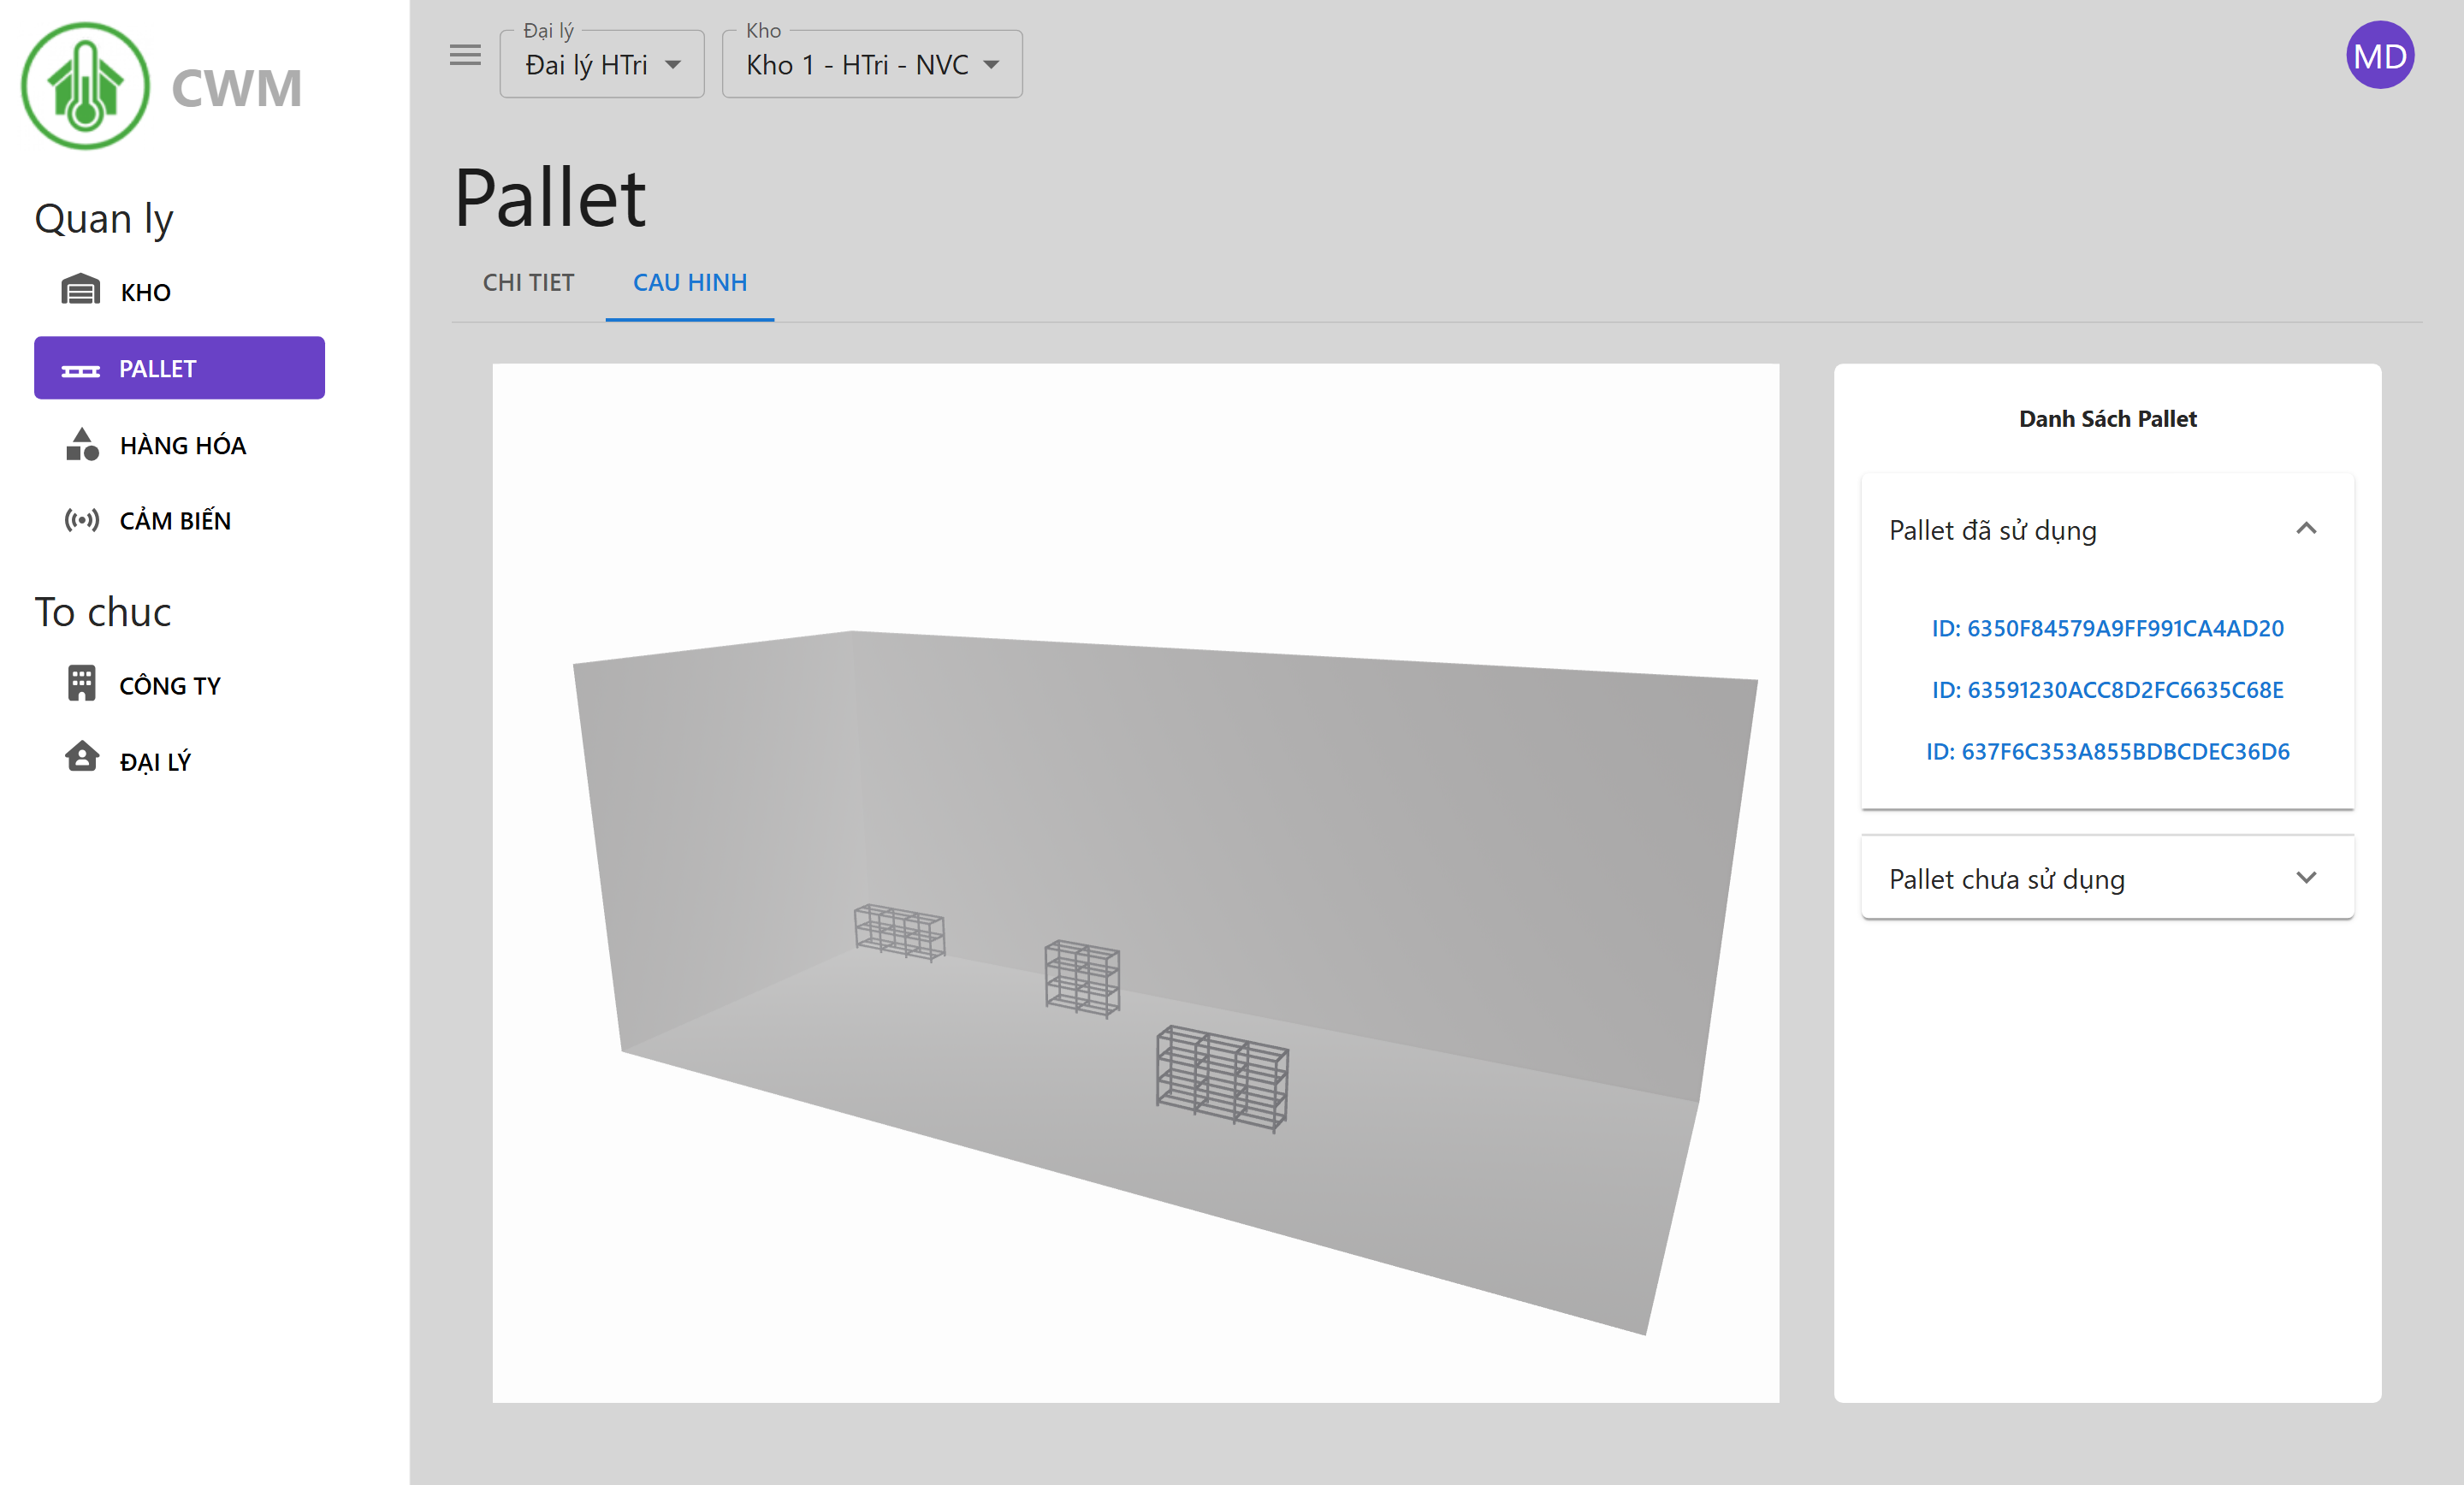 CWM
Quan ly
KHO
PALLET
HÀNG HÓA
CẢM BIẾN
To chuc
CÔNG TY
ĐẠI LÝ
Đại lý
Đai lý HTri
Kho
Kho 1 - HTri - NVC
MD
Pallet
CHI TIET
CAU HINH
Danh Sách Pallet
Pallet đã sử dụng
ID: 6350F84579A9FF991CA4AD20
ID: 63591230ACC8D2FC6635C68E
ID: 637F6C353A855BDBCDEC36D6
Pallet chưa sử dụng